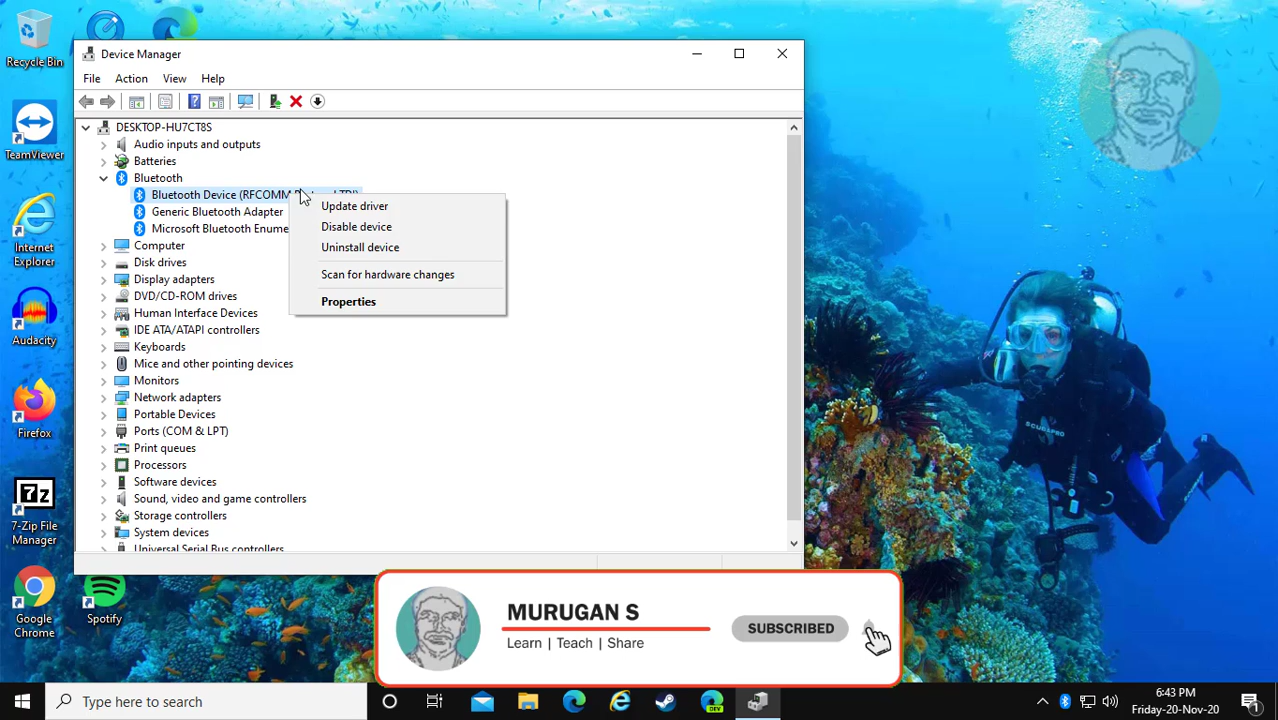 Recycle Bin
TeamViewer
Internet
Explorer
Audacity
Firefox
7-Zip File
Manager
Google
Chrome
Spotify
Device Manager
File Action View Help
DESKTOP-HU7CT8S
Audio inputs and outputs
Batteries
Bluetooth
Bluetooth Device (RFCOMM
Generic Bluetooth Adapter
Microsoft Bluetooth Enume
Computer
Disk drives
Display adapters
DVD/CD-ROM drives
Human Interface Devices
IDE ATA/ATAPI controllers
Keyboards
Mice and other pointing devices
Monitors
Network adapters
Portable Devices
Ports (COM & LPT)
Print queues
Processors
Software devices
Sound, video and game controllers
Storage controllers
System devices
Universal Serial Bus controllers
Update driver
Disable device
Uninstall device
Scan for hardware changes
Properties
SCUBAPRO
MURUGAN S
Learn | Teach | Share
SUBSCRIBED
Type here to search
DEV
6:43 PM
Friday-20-Nov-20
1